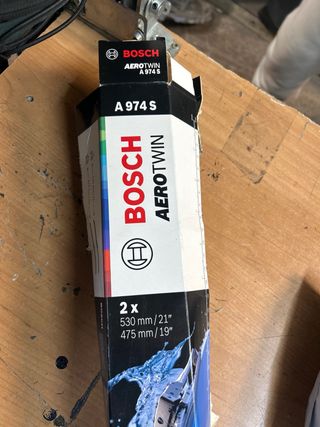 BOSCH
AEROTWIN
A 974 S
A 974 S
BOSCH
AEROTWIN
2 x
530 mm / 21"
475 mm / 19"